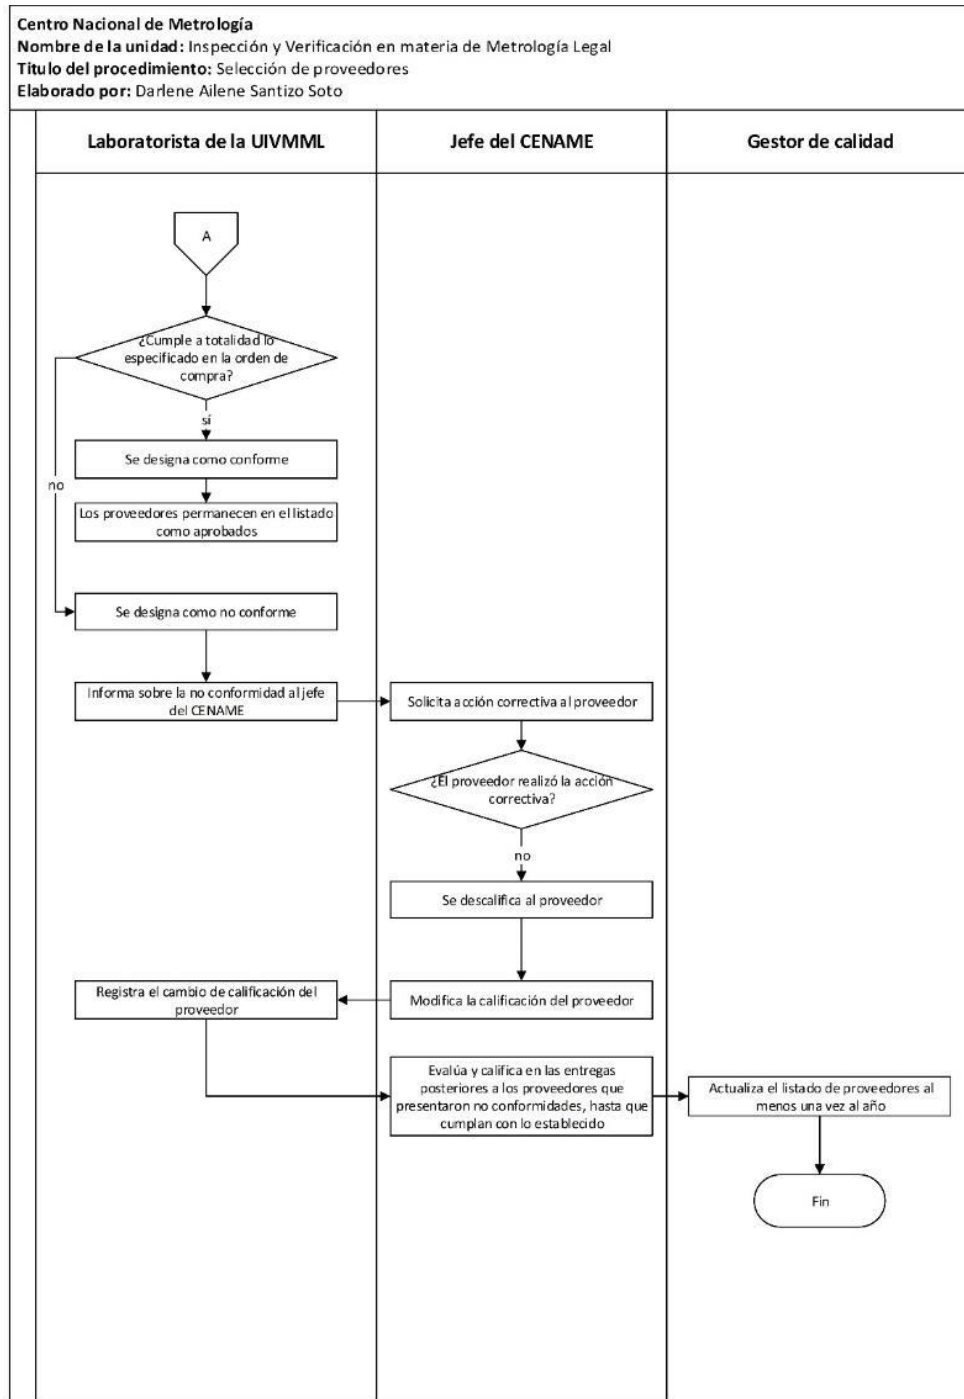 Centro Nacional de Metrología
Nombre de la unidad: Inspección y Verificación en materia de Metrología Legal
Titulo del procedimiento: Selección de proveedores
Elaborado por: Darlene Ailene Santizo Soto
Laboratorista de la UIVMML
Jefe del CENAME
Gestor de calidad
A
¿Cumple a totalidad lo
especificado en la orden de
compra?
sí
no
Se designa como conforme
Los proveedores permanecen en el listado
como aprobados
Se designa como no conforme
Informa sobre la no conformidad al jefe
del CENAME
Solicita acción correctiva al proveedor
¿El proveedor realizó la acción
correctiva?
no
Se descalifica al proveedor
Modifica la calificación del proveedor
Registra el cambio de calificación del
proveedor
Evalúa y califica en las entregas
posteriores a los proveedores que
presentaron no conformidades, hasta que
cumplan con lo establecido
Actualiza el listado de proveedores al
menos una vez al año
Fin